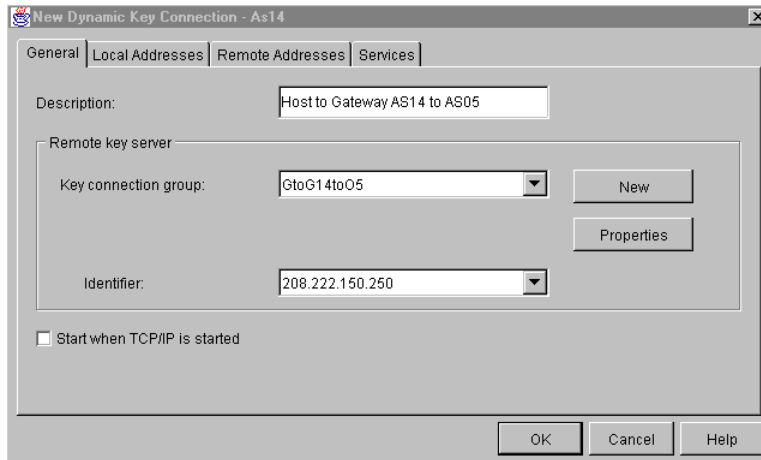 New Dynamic Key Connection - As14
General Local Addresses Remote Addresses Services
Description: Host to Gateway AS14 to AS05
Remote key server
Key connection group: GtoG14toO5 New
Properties
Identifier: 208.222.150.250
Start when TCP/IP is started
OK Cancel Help